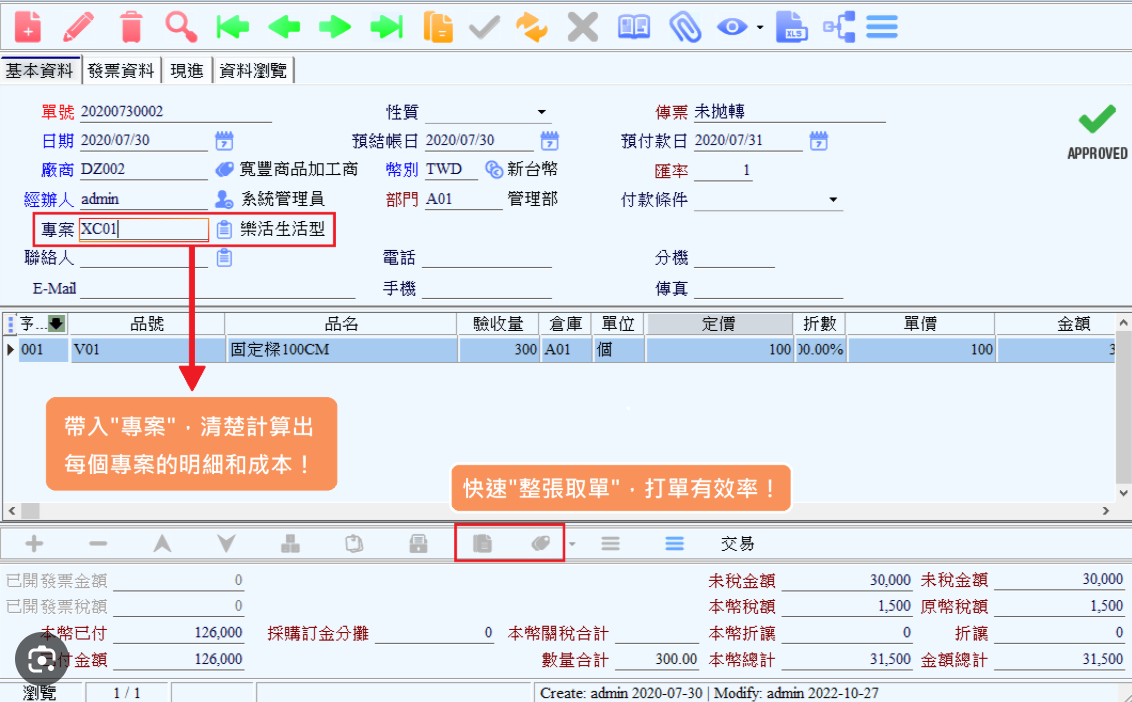 XLS
基本資料 發票資料 現進 資料瀏覽
單號 20200730002 性質 傳票 未拋轉
日期 2020/07/30 7 預結帳日 2020/07/30 7 預付款日 2020/07/31 7
APPROVED
廠商 DZ002 寬豐商品加工商 幣別 TWD 新台幣 匯率 1
經辦人 admin 系統管理員 部門 A01 管理部 付款條件
專案 XC01 樂活生活型
聯絡人 電話 分機
E-Mail 手機 傳真
序... 品號 品名 驗收量 倉庫 單位 定價 折數 單價 金額
001 V01 固定樑100CM 300 A01 個 100 00.00% 100 3
帶入"專案"，清楚計算出
每個專案的明細和成本！
快速"整張取單"，打單有效率！
交易
已開發票金額 0 未稅金額 30,000 未稅金額 30,000
已開發票稅額 0 本幣稅額 1,500 原幣稅額 1,500
本幣已付 126,000 採購訂金分攤 0 本幣關稅合計 本幣折讓 0 折讓 0
付金額 126,000 數量合計 300.00 本幣總計 31,500 金額總計 31,500
瀏覽 1 / 1 Create: admin 2020-07-30 | Modify: admin 2022-10-27